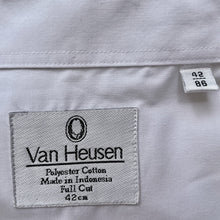 42
86
Van Heusen
Polyester Cotton
Made in Indonesia
Full Cut
42cm